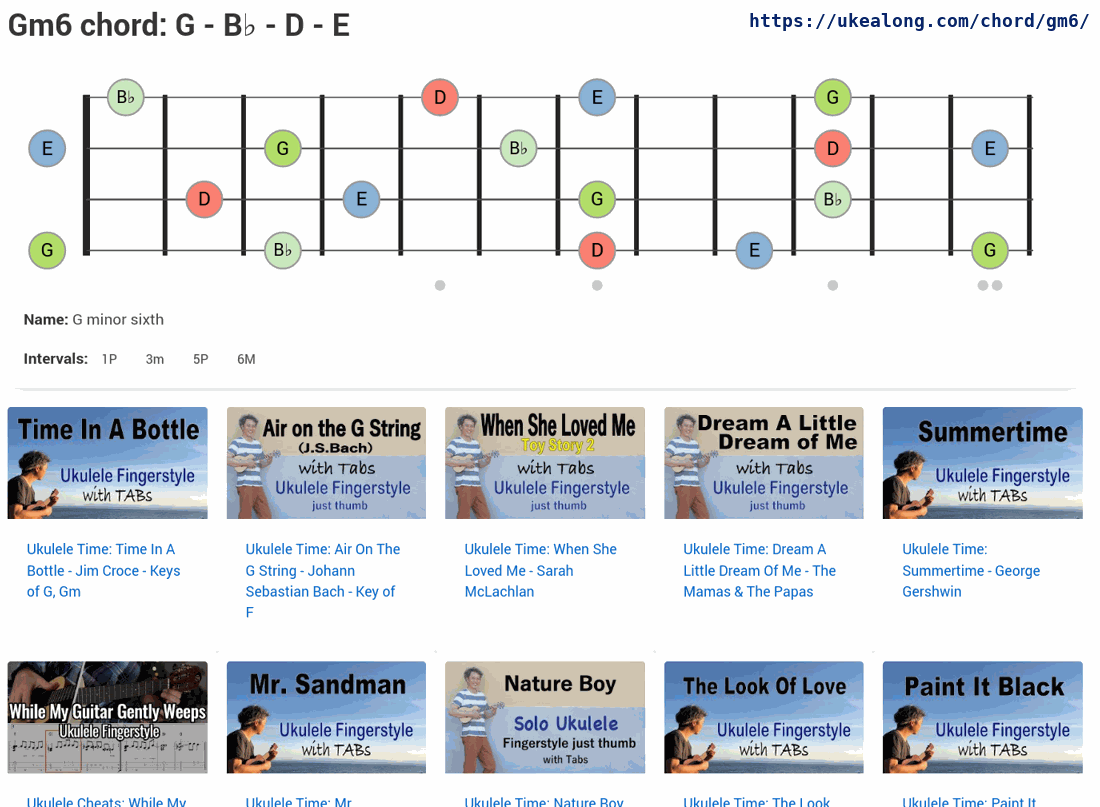 Gm6 chord: G - B♭ - D - E
https://ukealong.com/chord/gm6/
B♭ D E G
E G B♭ D E
D E G B♭
G B♭ D E G
Name: G minor sixth
Intervals: 1P 3m 5P 6M
Time In A Bottle
Ukulele Fingerstyle
with TABs
Air on the G String
(J.S.Bach)
with Tabs
Ukulele Fingerstyle
just thumb
When She Loved Me
Toy Story 2
with Tabs
Ukulele Fingerstyle
just thumb
Dream A Little
Dream of Me
with Tabs
Ukulele Fingerstyle
just thumb
Summertime
Ukulele Fingerstyle
with TABs
Ukulele Time: Time In A
Bottle - Jim Croce - Keys
of G, Gm
Ukulele Time: Air On The
G String - Johann
Sebastian Bach - Key of
F
Ukulele Time: When She
Loved Me - Sarah
McLachlan
Ukulele Time: Dream A
Little Dream Of Me - The
Mamas & The Papas
Ukulele Time:
Summertime - George
Gershwin
While My Guitar Gently Weeps
Ukulele Fingerstyle
Mr. Sandman
Ukulele Fingerstyle
with TABs
Nature Boy
Solo Ukulele
Fingerstyle just thumb
with Tabs
The Look Of Love
Ukulele Fingerstyle
with TABs
Paint It Black
Ukulele Fingerstyle
with TABs
Ukulele Cheats: While My
Ukulele Time: Mr.
Ukulele Time: Nature Boy
Ukulele Time: The Look
Ukulele Time: Paint It